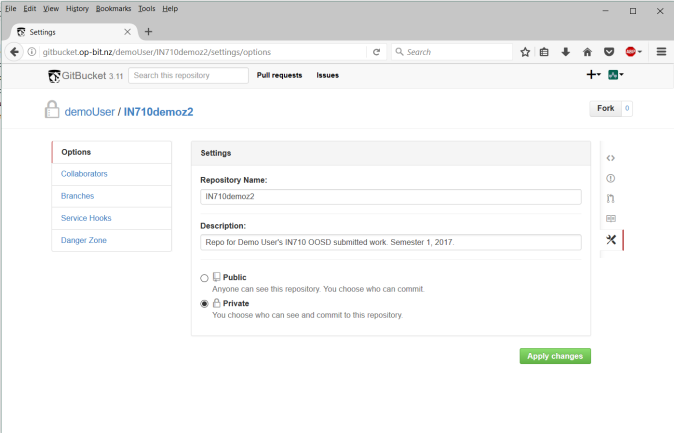 File Edit View History Bookmarks Tools Help
Settings
gitbucket.op-bit.nz/demoUser/IN710demoz2/settings/options
Search
GitBucket 3.11
Search this repository
Pull requests
Issues
demoUser / IN710demoz2
Fork 0
Options
Collaborators
Branches
Service Hooks
Danger Zone
Settings
Repository Name:
IN710demoz2
Description:
Repo for Demo User's IN710 OOSD submitted work. Semester 1, 2017.
Public
Anyone can see this repository. You choose who can commit.
Private
You choose who can see and commit to this repository.
Apply changes